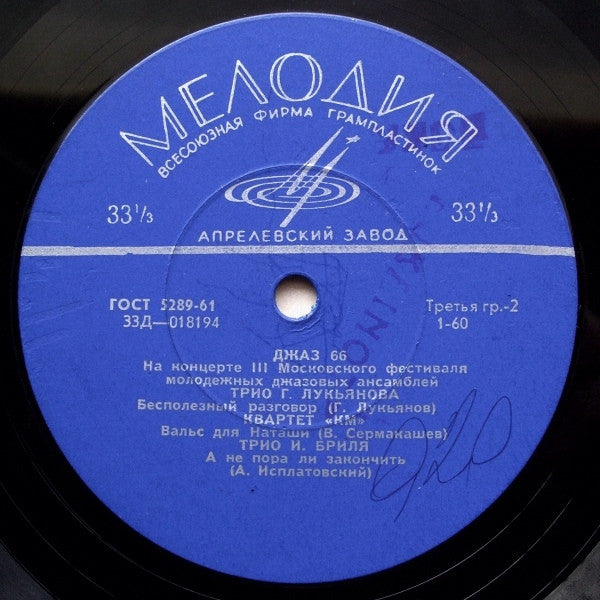 МЕЛОДИЯ
ВСЕСОЮЗНАЯ ФИРМА ГРАМПЛАСТИНОК
33⅓ 33⅓
АПРЕЛЕВСКИЙ ЗАВОД
ГОСТ 5289-61 Третья гр.-2
33Д—018194 1-60
ДЖАЗ 66
На концерте III Московского фестиваля
молодежных джазовых ансамблей
ТРИО Г. ЛУКЬЯНОВА
Бесполезный разговор (Г. Лукьянов)
КВАРТЕТ «КМ»
Вальс для Наташи (В. Сермакашев)
ТРИО И. БРИЛЯ
А не пора ли закончить
(А. Исплатовский)